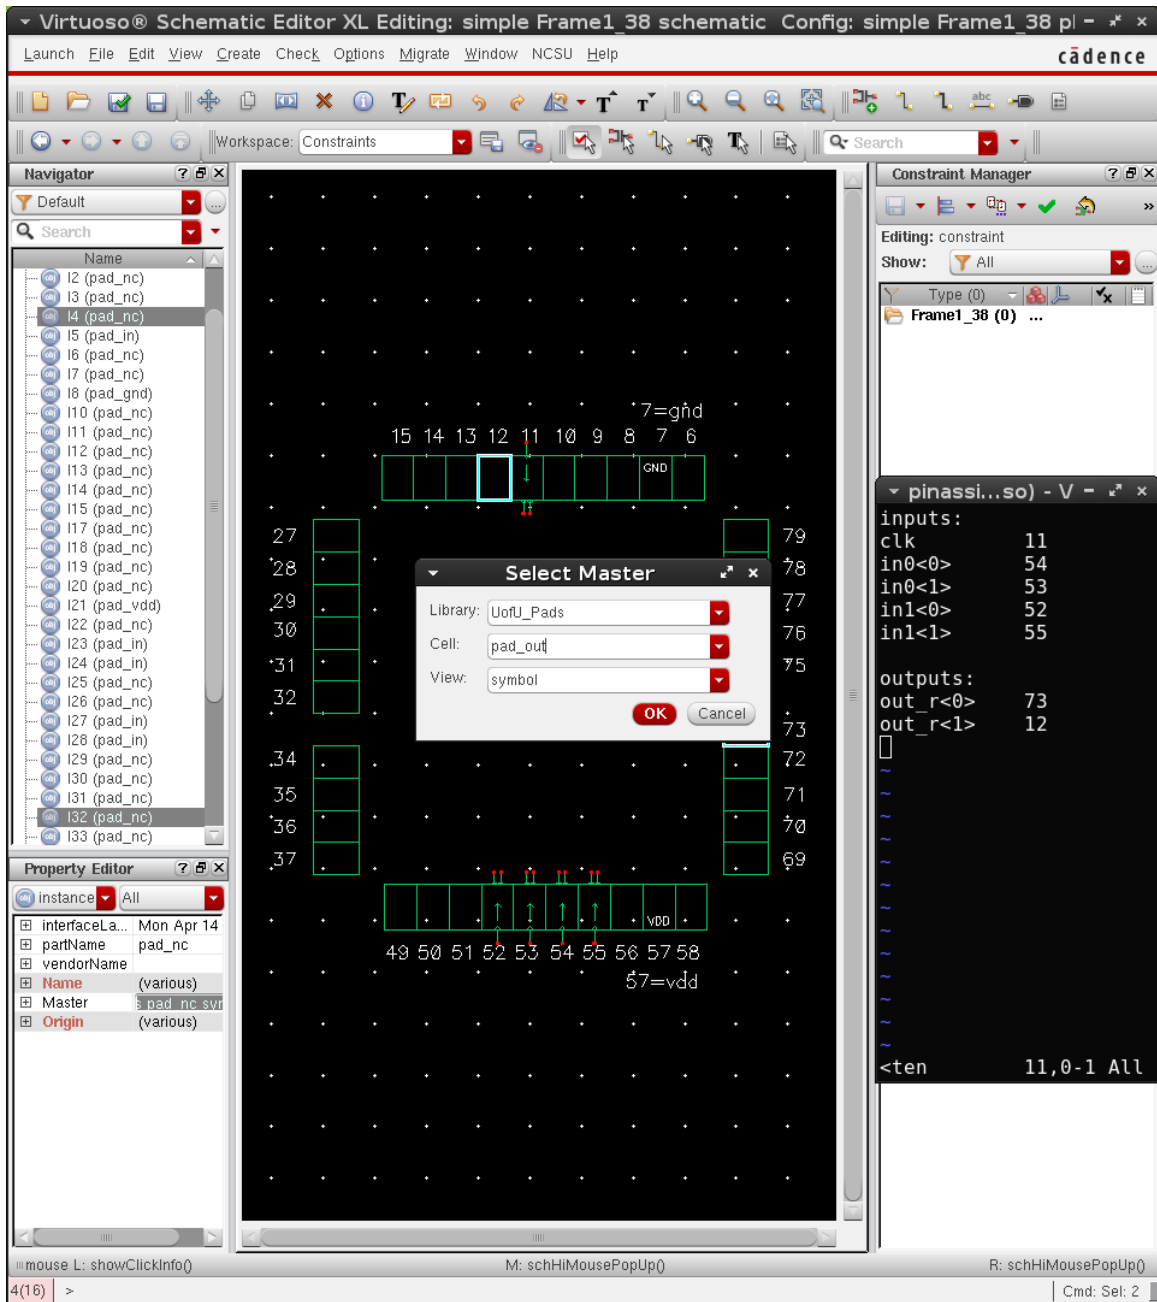 Virtuoso® Schematic Editor XL Editing: simple Frame1_38 schematic Config: simple Frame1_38
Launch File Edit View Create Check Options Migrate Window NCSU Help
cādence
abc
Workspace: Constraints
Search
Navigator
Default
Search
Name
I2 (pad_nc)
I3 (pad_nc)
I4 (pad_nc)
I5 (pad_in)
I6 (pad_nc)
I7 (pad_nc)
I8 (pad_gnd)
I10 (pad_nc)
I11 (pad_nc)
I12 (pad_nc)
I13 (pad_nc)
I14 (pad_nc)
I15 (pad_nc)
I17 (pad_nc)
I18 (pad_nc)
I19 (pad_nc)
I20 (pad_nc)
I21 (pad_vdd)
I22 (pad_nc)
I23 (pad_in)
I24 (pad_in)
I25 (pad_nc)
I26 (pad_nc)
I27 (pad_in)
I28 (pad_in)
I29 (pad_nc)
I30 (pad_nc)
I31 (pad_nc)
I32 (pad_nc)
I33 (pad_nc)
Property Editor
instance All
interfaceLa... Mon Apr 14
partName pad_nc
vendorName
Name (various)
Master s pad_nc syr
Origin (various)
7=gnd
15 14 13 12 11 10 9 8 7 6
GND
27
28
29
30
31
32
34
35
36
37
79
78
77
76
75
73
72
71
70
69
VDD
49 50 51 52 53 54 55 56 57 58
57=vdd
Select Master
Library: UofU_Pads
Cell: pad_out
View: symbol
OK Cancel
Constraint Manager
Editing: constraint
Show: All
Type (0)
Frame1_38 (0) ...
pinassi...so) - V
inputs:
clk 11
in0<0> 54
in0<1> 53
in1<0> 52
in1<1> 55
outputs:
out_r<0> 73
out_r<1> 12
~
~
~
~
~
~
~
~
~
~
~
~
~
<ten 11,0-1 All
mouse L: showClickInfo() M: schHiMousePopUp() R: schHiMousePopUp()
4(16) > Cmd: Sel: 2